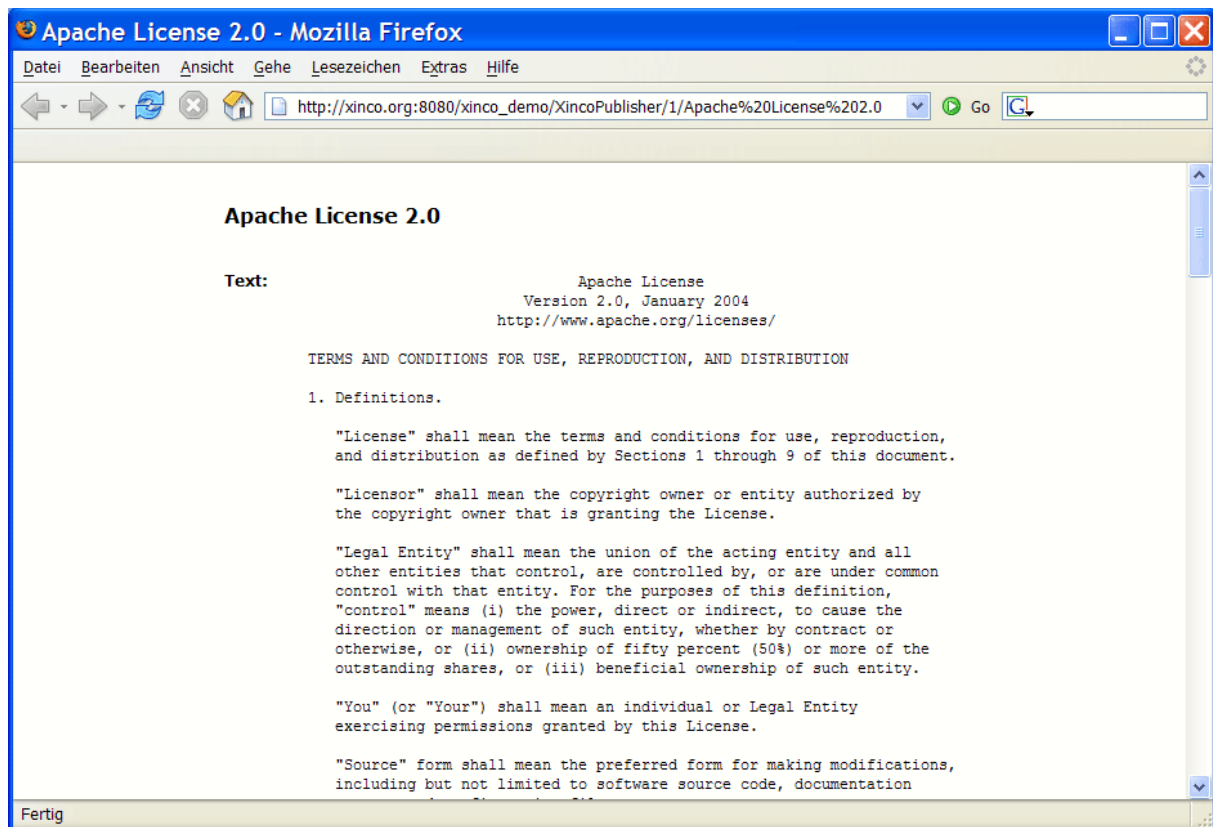 Apache License 2.0 - Mozilla Firefox
Datei Bearbeiten Ansicht Gehe Lesezeichen Extras Hilfe
http://xinco.org:8080/xinco_demo/XincoPublisher/1/Apache%20License%202.0 Go G
Apache License 2.0
Text: Apache License
Version 2.0, January 2004
http://www.apache.org/licenses/
TERMS AND CONDITIONS FOR USE, REPRODUCTION, AND DISTRIBUTION
1. Definitions.
"License" shall mean the terms and conditions for use, reproduction,
and distribution as defined by Sections 1 through 9 of this document.
"Licensor" shall mean the copyright owner or entity authorized by
the copyright owner that is granting the License.
"Legal Entity" shall mean the union of the acting entity and all
other entities that control, are controlled by, or are under common
control with that entity. For the purposes of this definition,
"control" means (i) the power, direct or indirect, to cause the
direction or management of such entity, whether by contract or
otherwise, or (ii) ownership of fifty percent (50%) or more of the
outstanding shares, or (iii) beneficial ownership of such entity.
"You" (or "Your") shall mean an individual or Legal Entity
exercising permissions granted by this License.
"Source" form shall mean the preferred form for making modifications,
including but not limited to software source code, documentation
Fertig